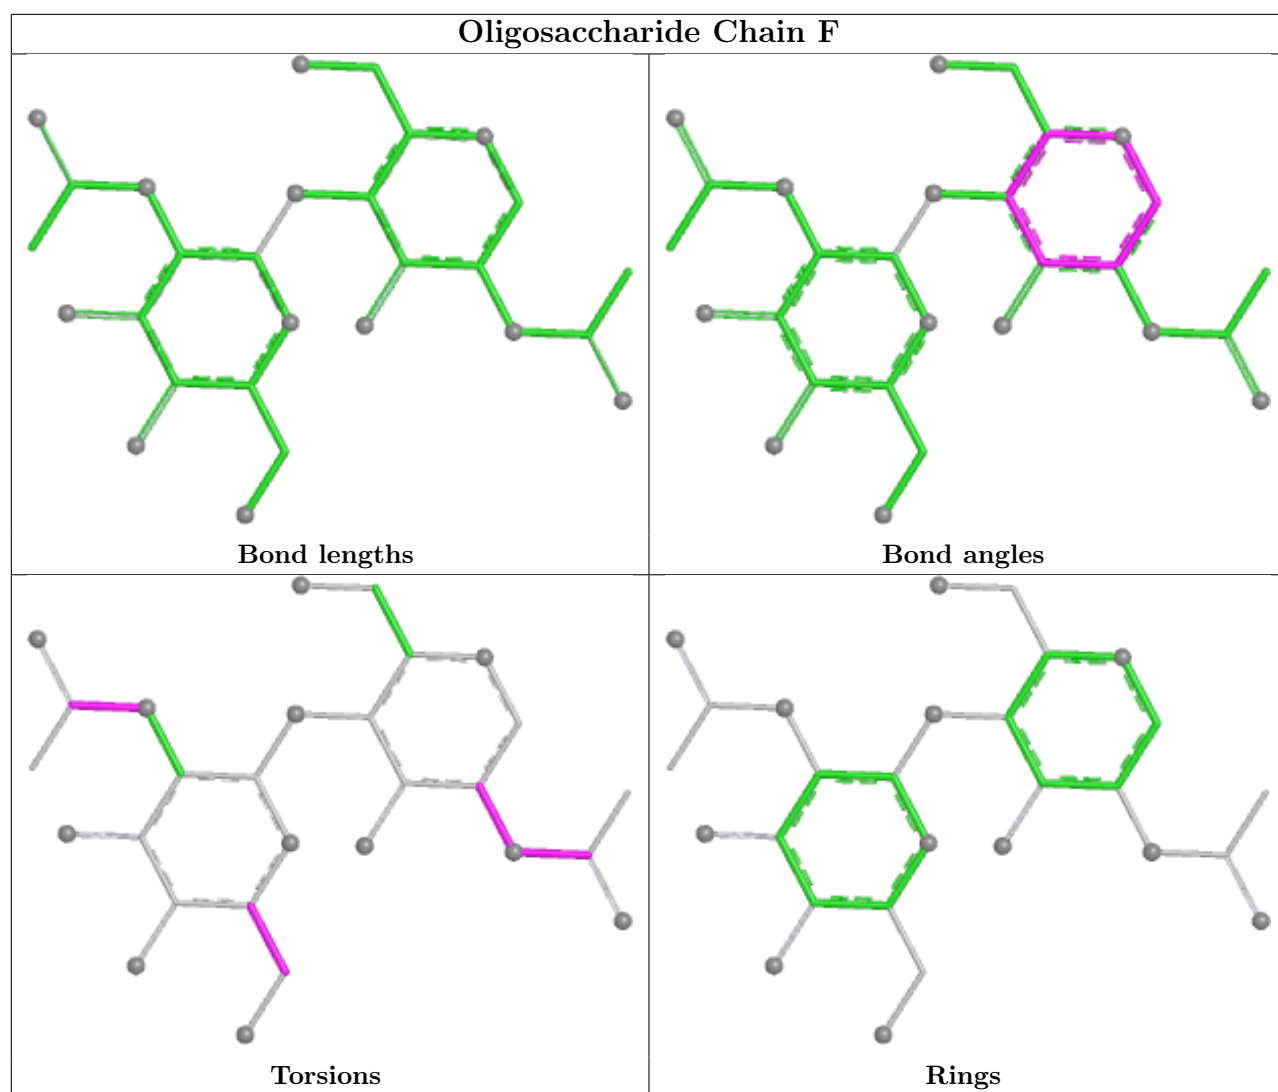 Oligosaccharide Chain F
Bond lengths
Bond angles
Torsions
Rings